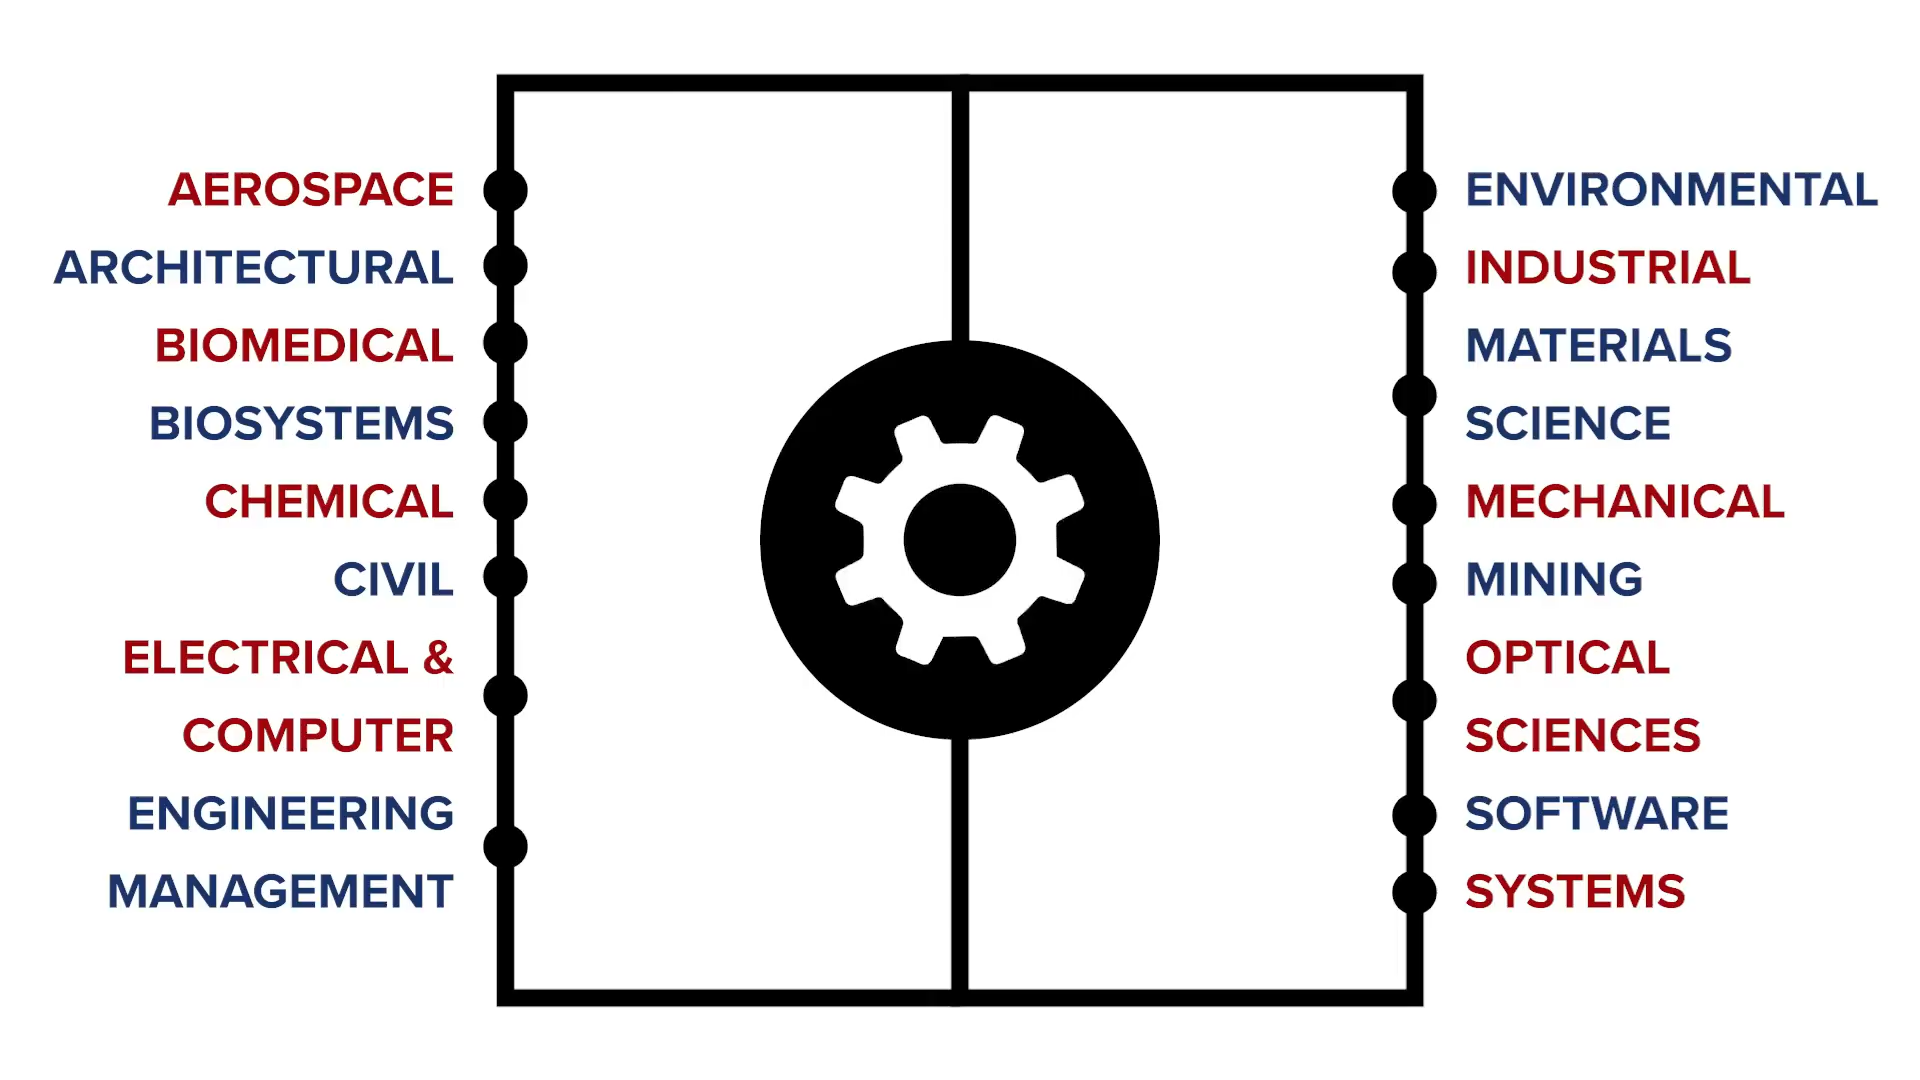 AEROSPACE
ARCHITECTURAL
BIOMEDICAL
BIOSYSTEMS
CHEMICAL
CIVIL
ELECTRICAL &
COMPUTER
ENGINEERING
MANAGEMENT
ENVIRONMENTAL
INDUSTRIAL
MATERIALS
SCIENCE
MECHANICAL
MINING
OPTICAL
SCIENCES
SOFTWARE
SYSTEMS